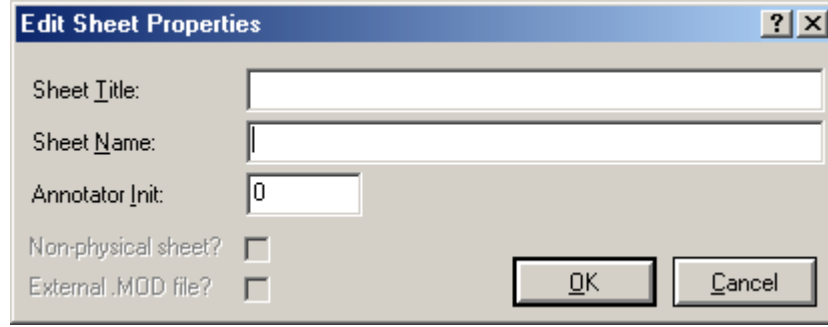 Edit Sheet Properties
Sheet Title:
Sheet Name:
Annotator Init: 0
Non-physical sheet?
External .MOD file?
OK Cancel